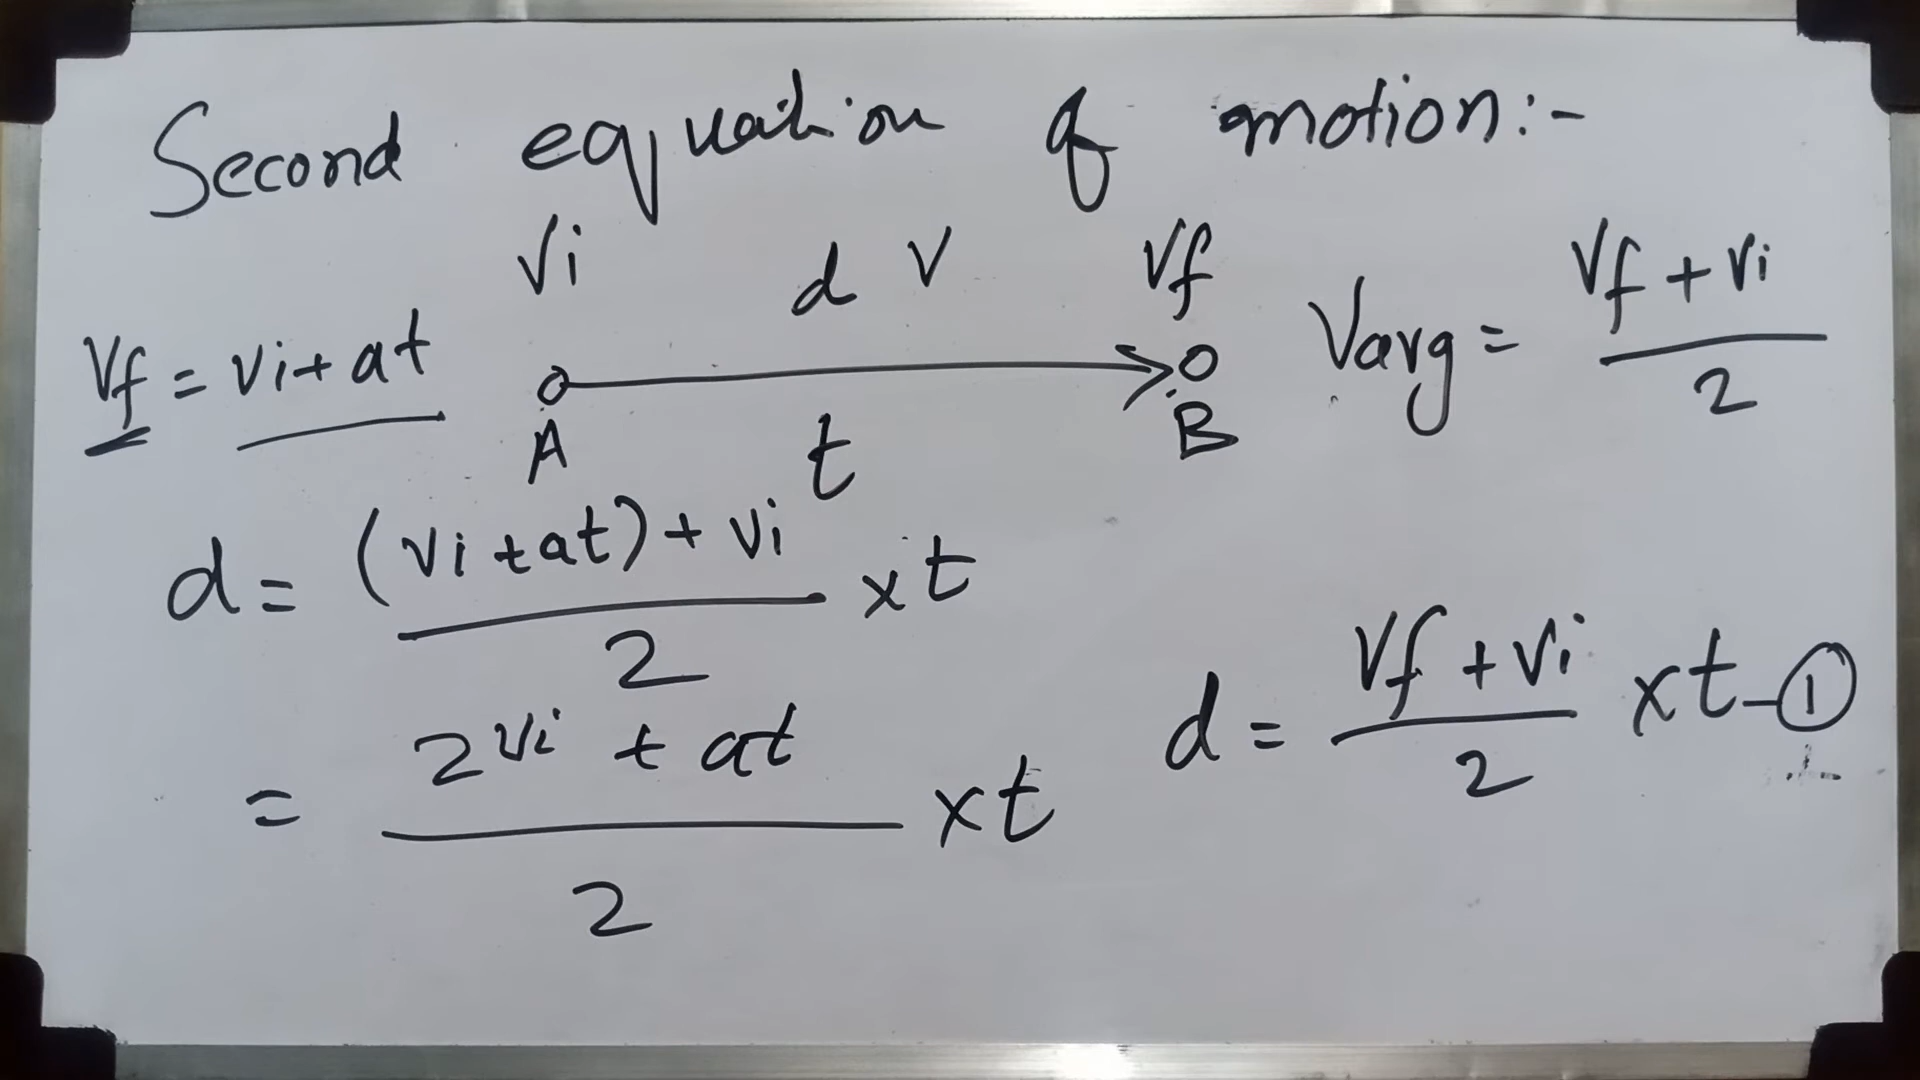 Second equation of motion:-
Vi d V Vf
Vf = Vi + at
A t B
Varg = Vf + Vi / 2
d = (Vi + at) + Vi / 2 x t
= 2Vi + at / 2 x t
d = Vf + Vi / 2 x t - ①